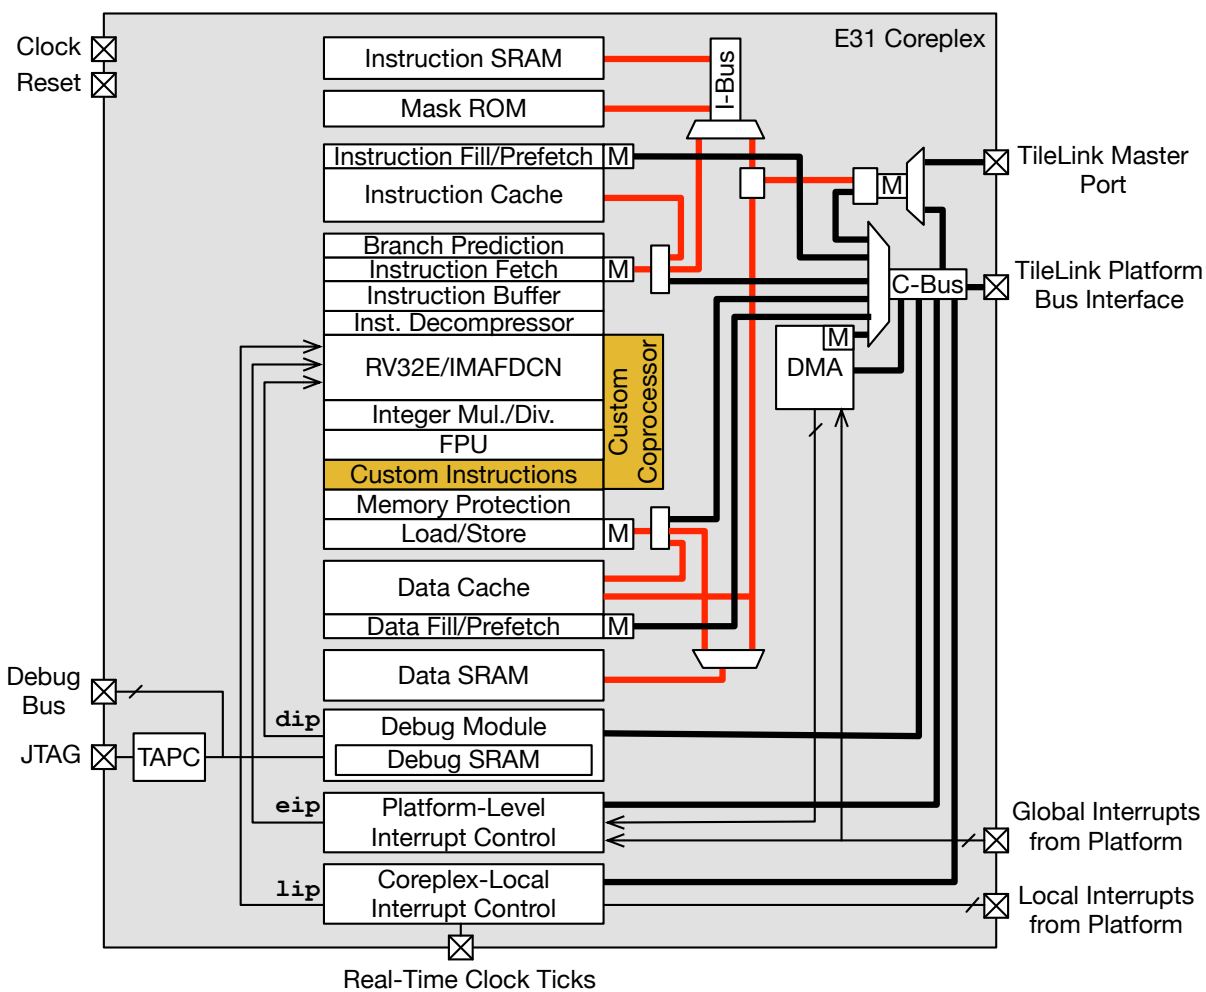 E31 Coreplex
Clock
Reset
Instruction SRAM
I-Bus
Mask ROM
Instruction Fill/Prefetch
M
Instruction Cache
M
TileLink Master
Port
Branch Prediction
Instruction Fetch
M
Instruction Buffer
Inst. Decompressor
C-Bus
TileLink Platform
Bus Interface
RV32E/IMAFDCN
Custom
Coprocessor
M
DMA
Integer Mul./Div.
FPU
Custom Instructions
Memory Protection
Load/Store
M
Data Cache
Data Fill/Prefetch
M
Data SRAM
Debug
Bus
dip
Debug Module
JTAG
TAPC
Debug SRAM
eip
Platform-Level
Interrupt Control
Global Interrupts
from Platform
lip
Coreplex-Local
Interrupt Control
Local Interrupts
from Platform
Real-Time Clock Ticks